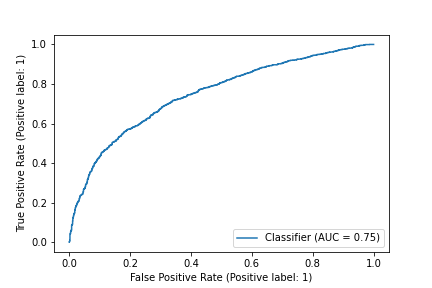 1.0
0.8
0.6
0.4
0.2
0.0
True Positive Rate (Positive label: 1)
Classifier (AUC = 0.75)
0.0 0.2 0.4 0.6 0.8 1.0
False Positive Rate (Positive label: 1)